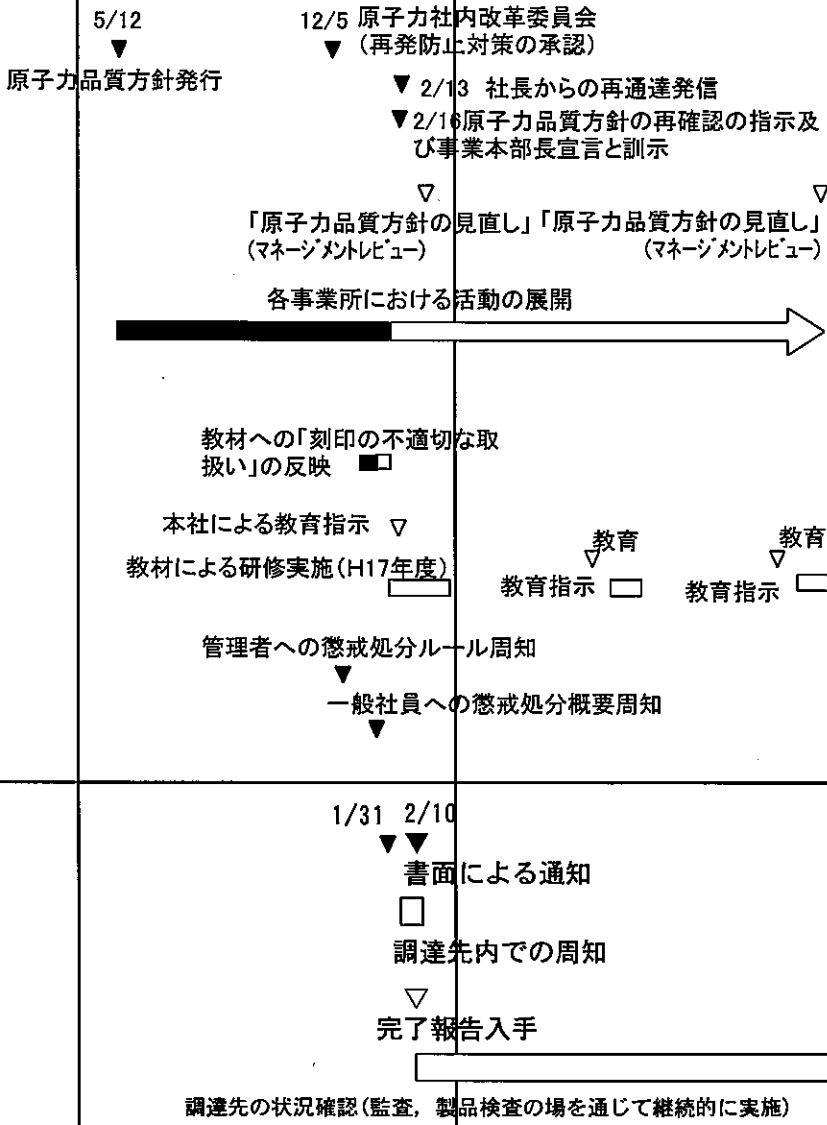 5/12
12/5 原子力社内改革委員会
(再発防止対策の承認)
原子力品質方針発行
2/13 社長からの再通達発信
2/16原子力品質方針の再確認の指示及
び事業本部長宣言と訓示
「原子力品質方針の見直し」「原子力品質方針の見直し」
(マネージメントレビュー) (マネージメントレビュー)
各事業所における活動の展開
教材への「刻印の不適切な取
扱い」の反映
本社による教育指示
教育 教育
教材による研修実施(H17年度)
教育指示 教育指示
管理者への懲戒処分ルール周知
一般社員への懲戒処分概要周知
1/31 2/10
書面による通知
調達先内での周知
完了報告入手
調達先の状況確認(監査, 製品検査の場を通じて継続的に実施)